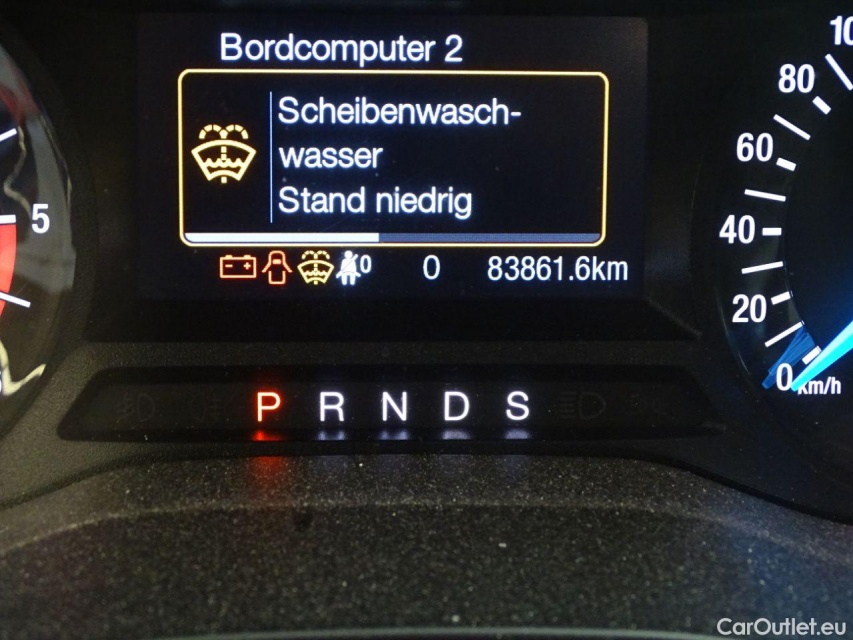 Bordcomputer 2
Scheibenwasch-
wasser
Stand niedrig
0 0 83861.6km
5
10
80
60
40
20
0
km/h
P R N D S
CarOutlet.eu